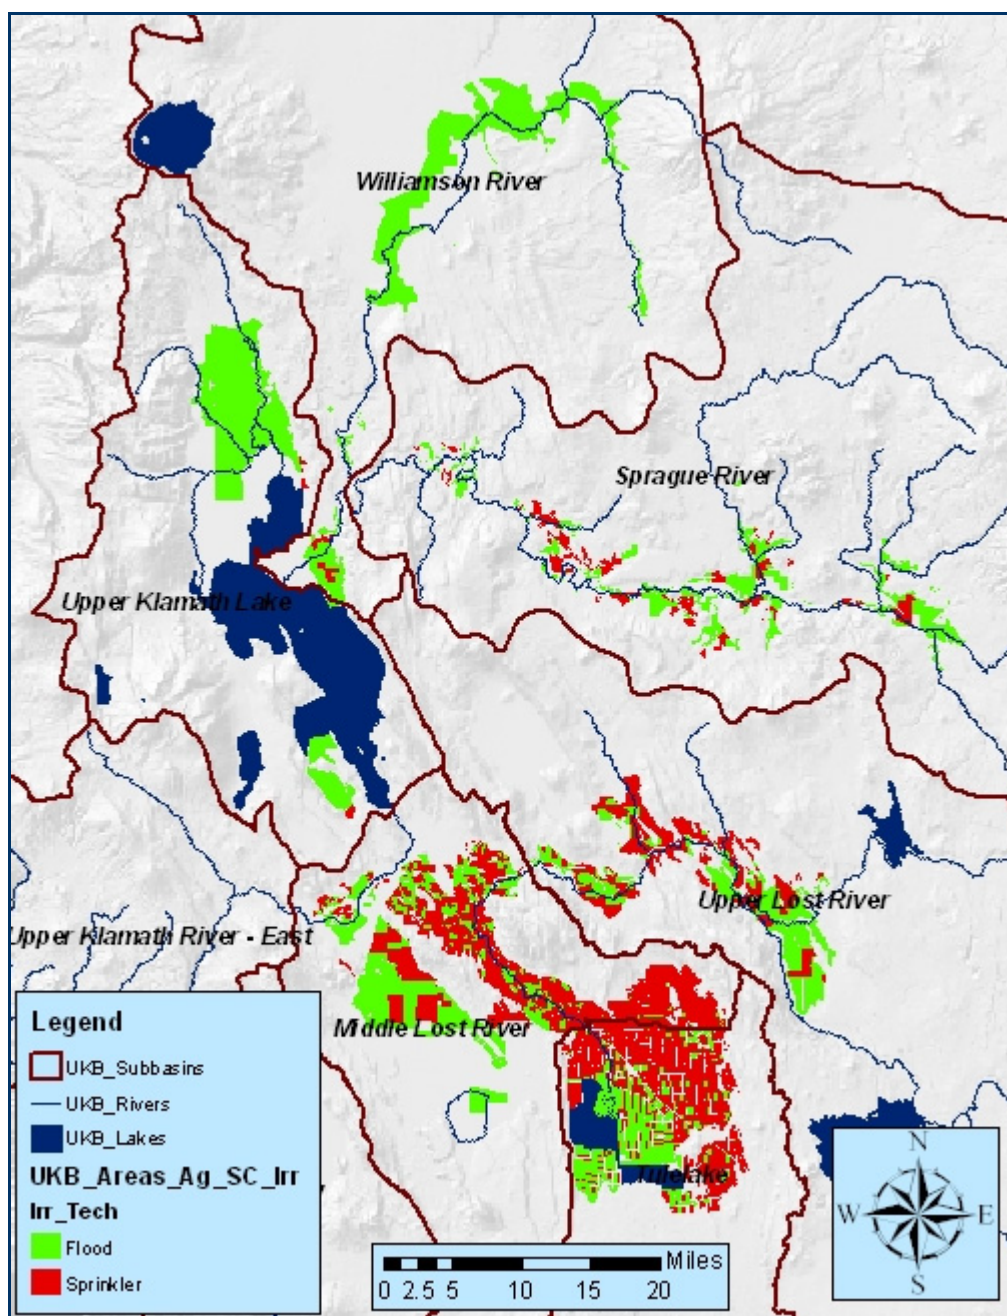 Williamson River
Sprague River
Upper Klamath Lake
Upper Lost River
Upper Klamath River - East
Middle Lost River
Tulelake
Legend
UKB_Subbasins
UKB_Rivers
UKB_Lakes
UKB_Areas_Ag_SC_Irr
Irr_Tech
Flood
Sprinkler
Miles
0 2.5 5 10 15 20
N
W E
S